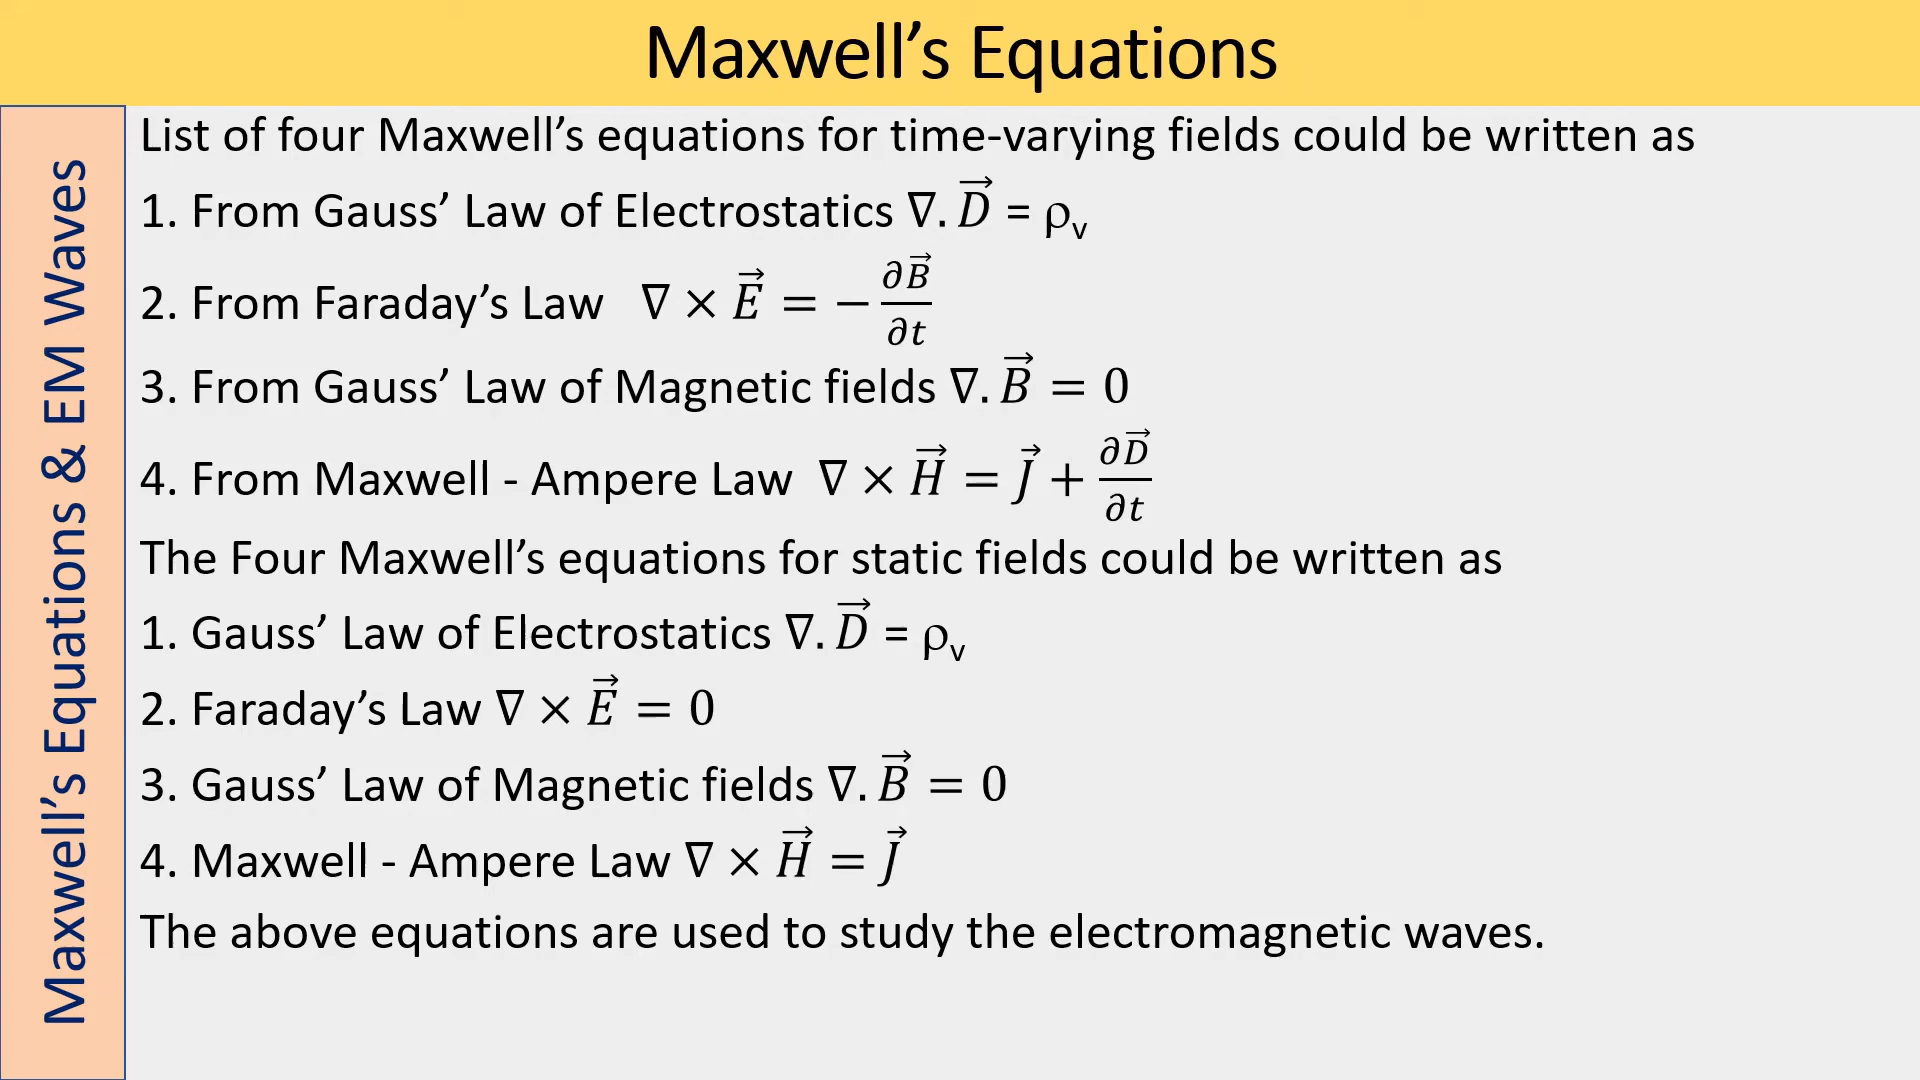 Maxwell’s Equations
Maxwell’s Equations & EM Waves
List of four Maxwell’s equations for time-varying fields could be written as
1. From Gauss’ Law of Electrostatics ∇. D⃗ = ρᵥ
2. From Faraday’s Law ∇ × E⃗ = − ∂B⃗/∂t
3. From Gauss’ Law of Magnetic fields ∇. B⃗ = 0
4. From Maxwell - Ampere Law ∇ × H⃗ = J⃗ + ∂D⃗/∂t
The Four Maxwell’s equations for static fields could be written as
1. Gauss’ Law of Electrostatics ∇. D⃗ = ρᵥ
2. Faraday’s Law ∇ × E⃗ = 0
3. Gauss’ Law of Magnetic fields ∇. B⃗ = 0
4. Maxwell - Ampere Law ∇ × H⃗ = J⃗
The above equations are used to study the electromagnetic waves.